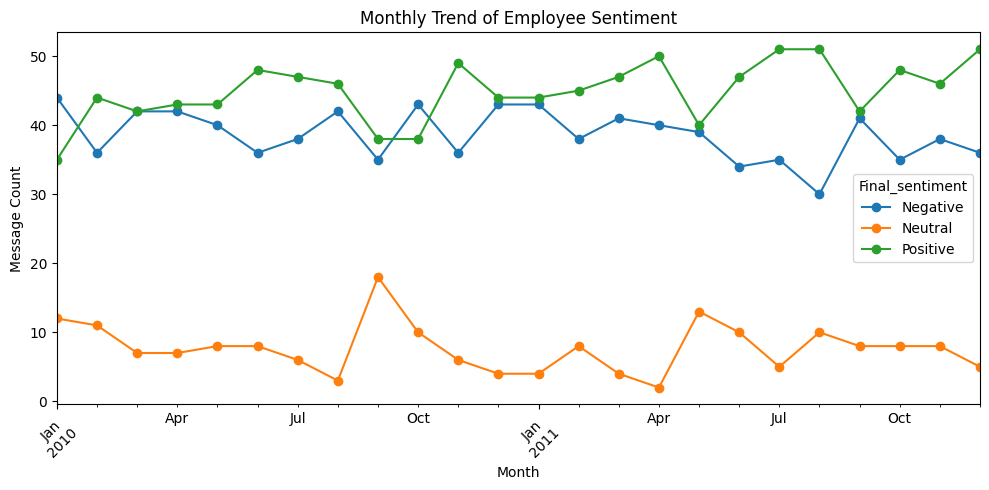 Monthly Trend of Employee Sentiment
Message Count
50
40
30
20
10
0
Final_sentiment
Negative
Neutral
Positive
Jan
2010
Apr
Jul
Oct
Jan
2011
Apr
Jul
Oct
Month